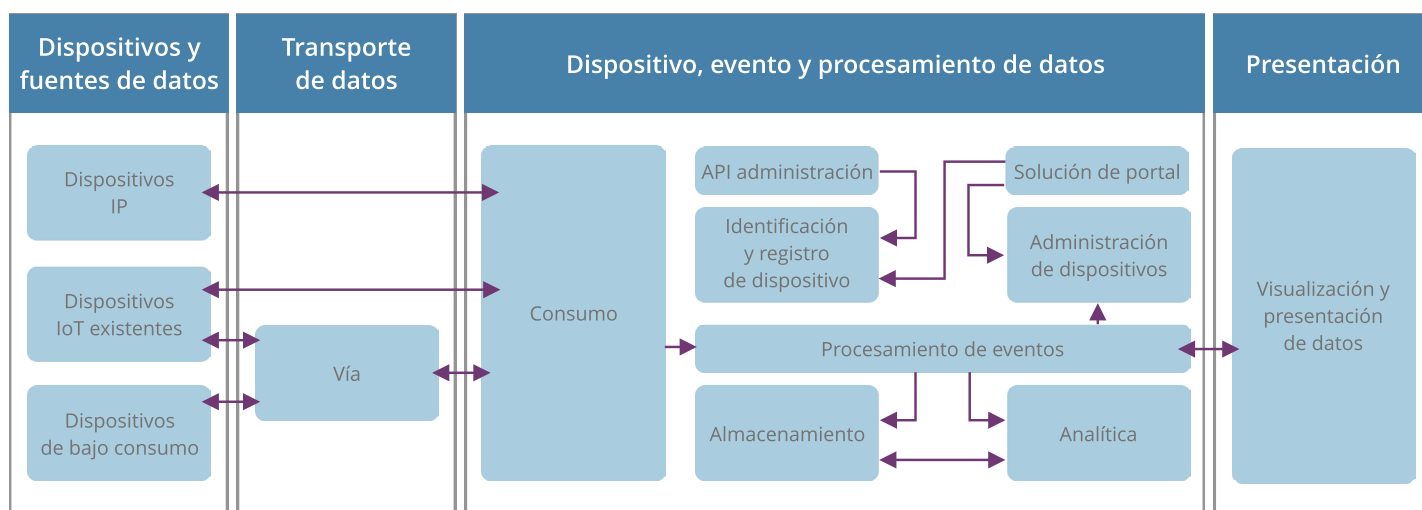 Dispositivos y
fuentes de datos
Transporte
de datos
Dispositivo, evento y procesamiento de datos
Presentación
Dispositivos
IP
Dispositivos
IoT existentes
Dispositivos
de bajo consumo
Vía
Consumo
API administración
Solución de portal
Identificación
y registro
de dispositivo
Administración
de dispositivos
Procesamiento de eventos
Almacenamiento
Analítica
Visualización y
presentación
de datos